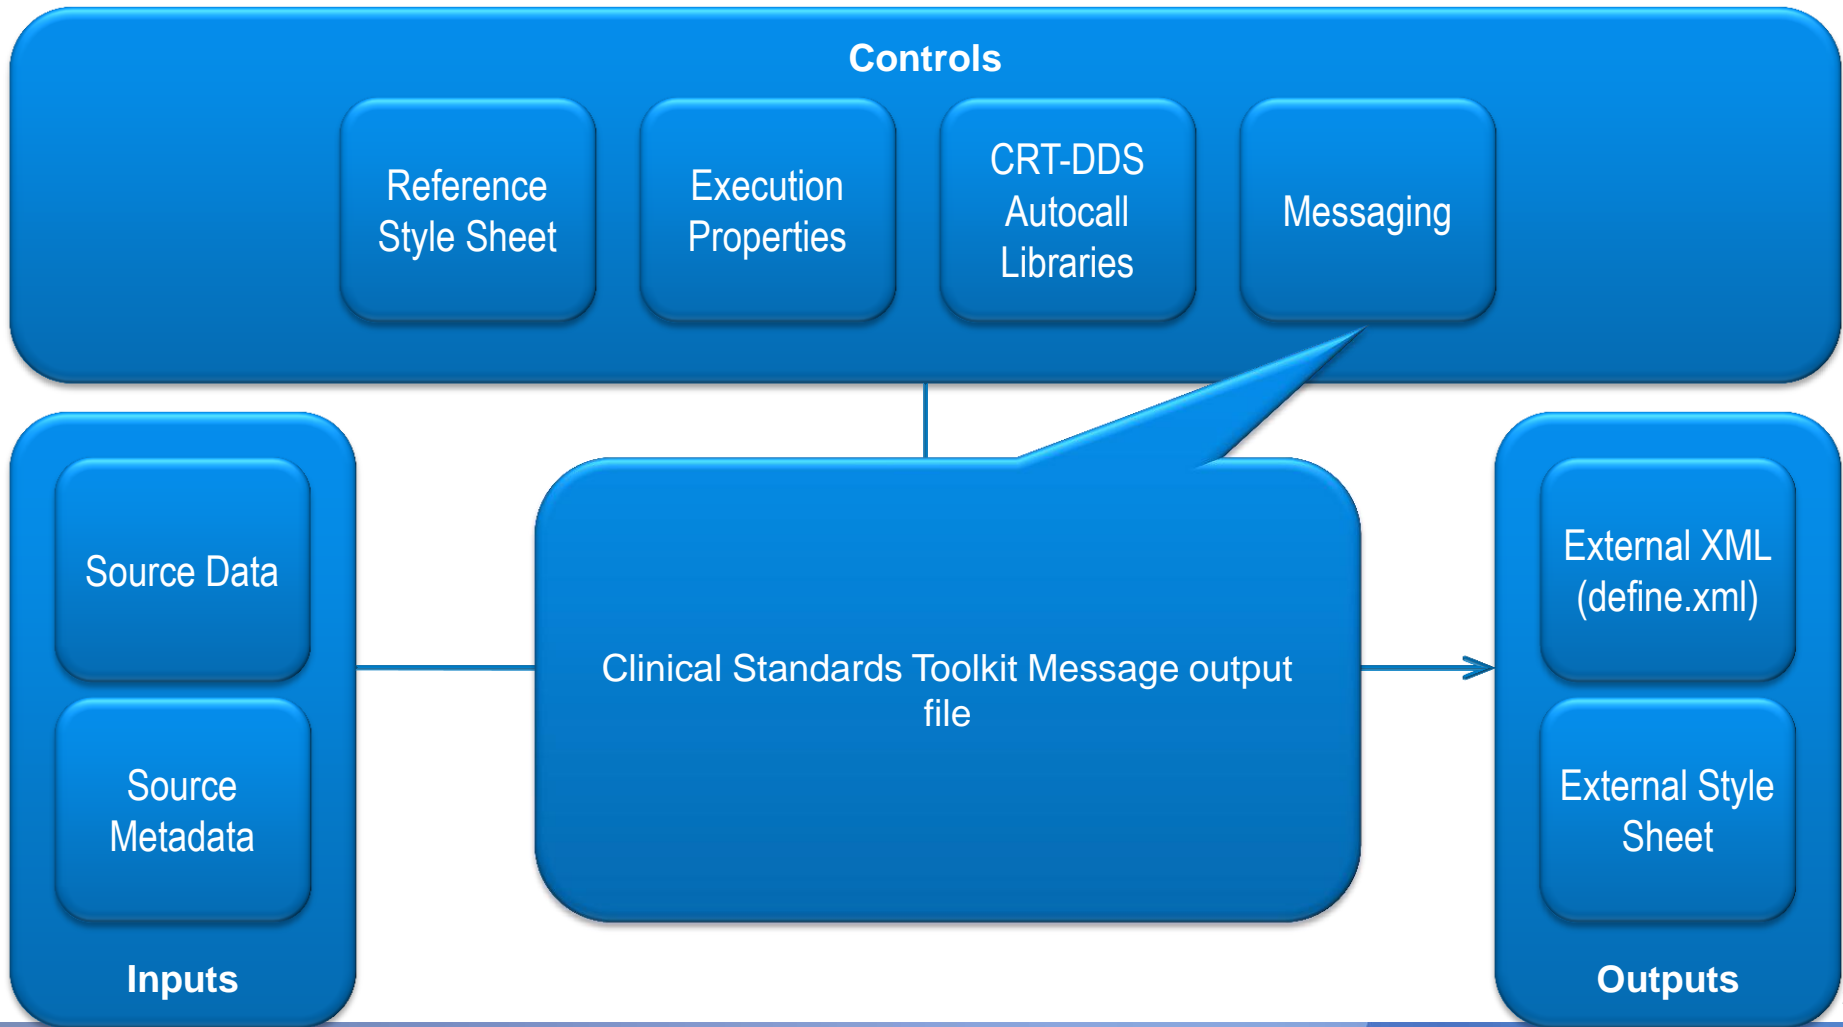 Controls
Reference
Style Sheet
Execution
Properties
CRT-DDS
Autocall
Libraries
Messaging
Source Data
Source
Metadata
Inputs
Clinical Standards Toolkit Message output
file
External XML
(define.xml)
External Style
Sheet
Outputs